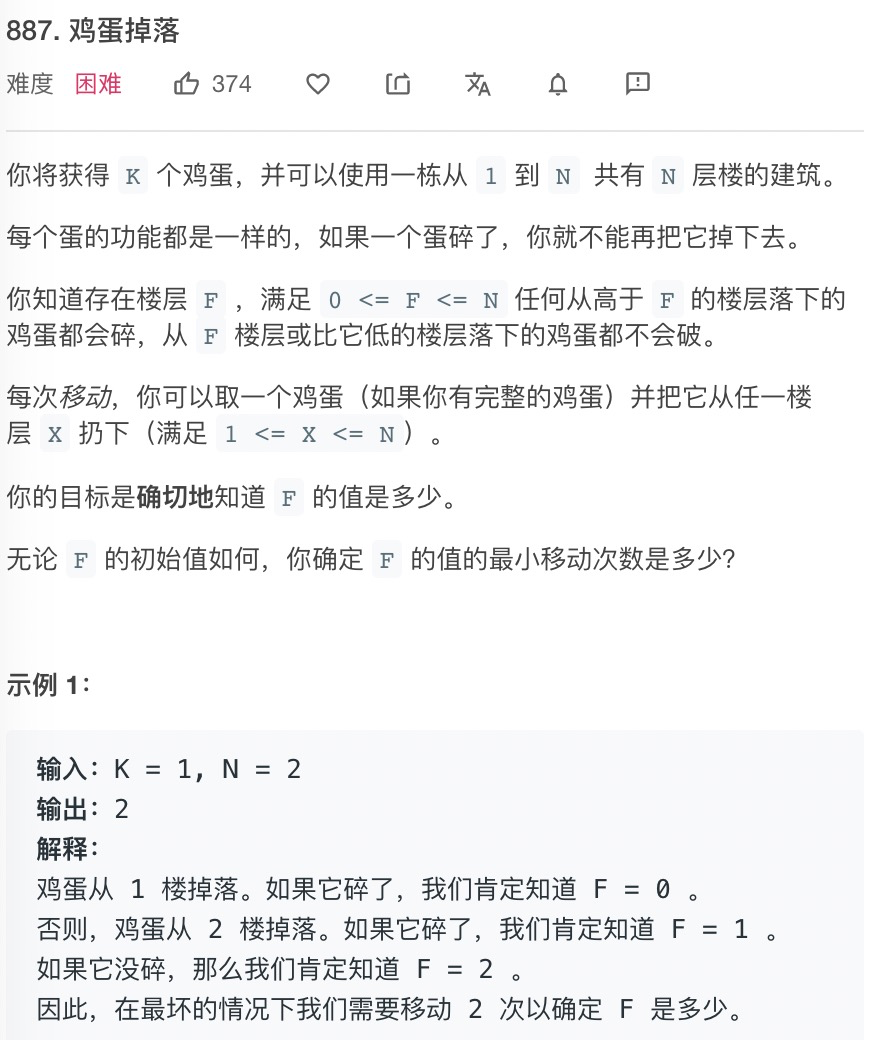 887. 鸡蛋掉落
难度 困难 374
你将获得 K 个鸡蛋，并可以使用一栋从 1 到 N 共有 N 层楼的建筑。
每个蛋的功能都是一样的，如果一个蛋碎了，你就不能再把它掉下去。
你知道存在楼层 F ，满足 0 <= F <= N 任何从高于 F 的楼层落下的
鸡蛋都会碎，从 F 楼层或比它低的楼层落下的鸡蛋都不会破。
每次移动，你可以取一个鸡蛋（如果你有完整的鸡蛋）并把它从任一楼
层 X 扔下（满足 1 <= X <= N）。
你的目标是确切地知道 F 的值是多少。
无论 F 的初始值如何，你确定 F 的值的最小移动次数是多少？
示例 1：
输入：K = 1, N = 2
输出：2
解释：
鸡蛋从 1 楼掉落。如果它碎了，我们肯定知道 F = 0 。
否则，鸡蛋从 2 楼掉落。如果它碎了，我们肯定知道 F = 1 。
如果它没碎，那么我们肯定知道 F = 2 。
因此，在最坏的情况下我们需要移动 2 次以确定 F 是多少。